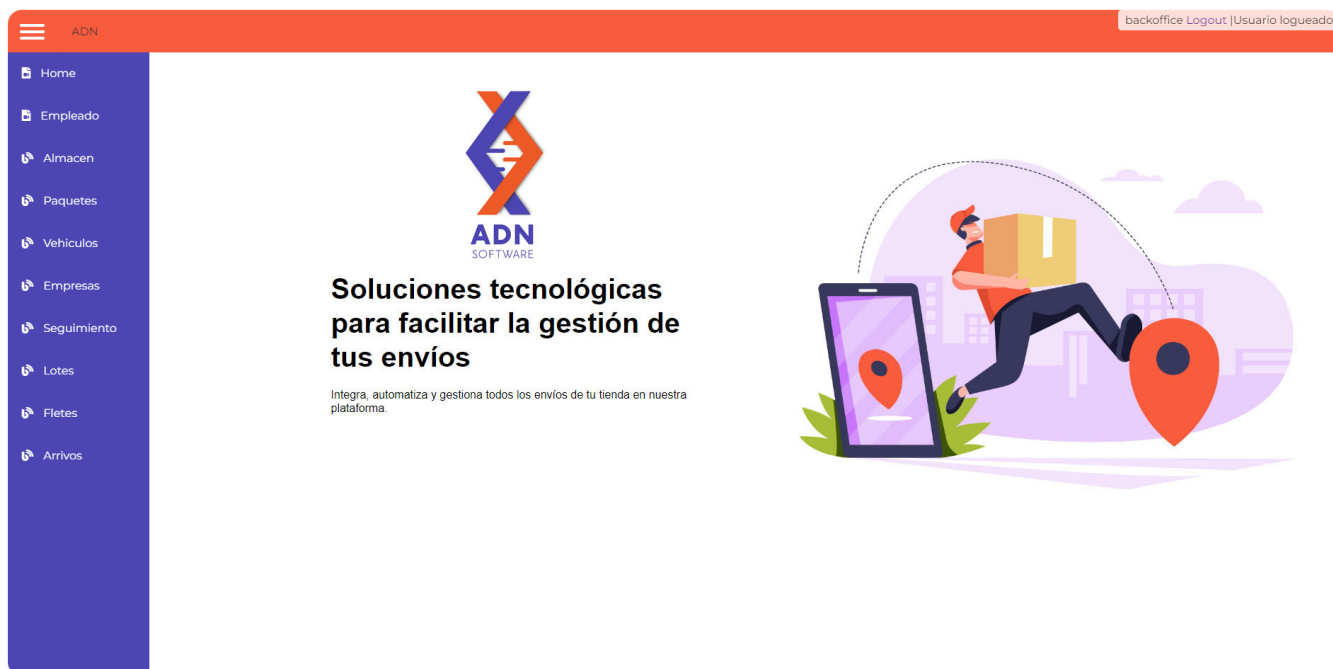 ADN
backoffice Logout |Usuario logueado
Home
Empleado
Almacen
Paquetes
Vehiculos
Empresas
Seguimiento
Lotes
Fletes
Arrivos
ADN
SOFTWARE
Soluciones tecnológicas
para facilitar la gestión de
tus envíos
Integra, automatiza y gestiona todos los envíos de tu tienda en nuestra
plataforma.